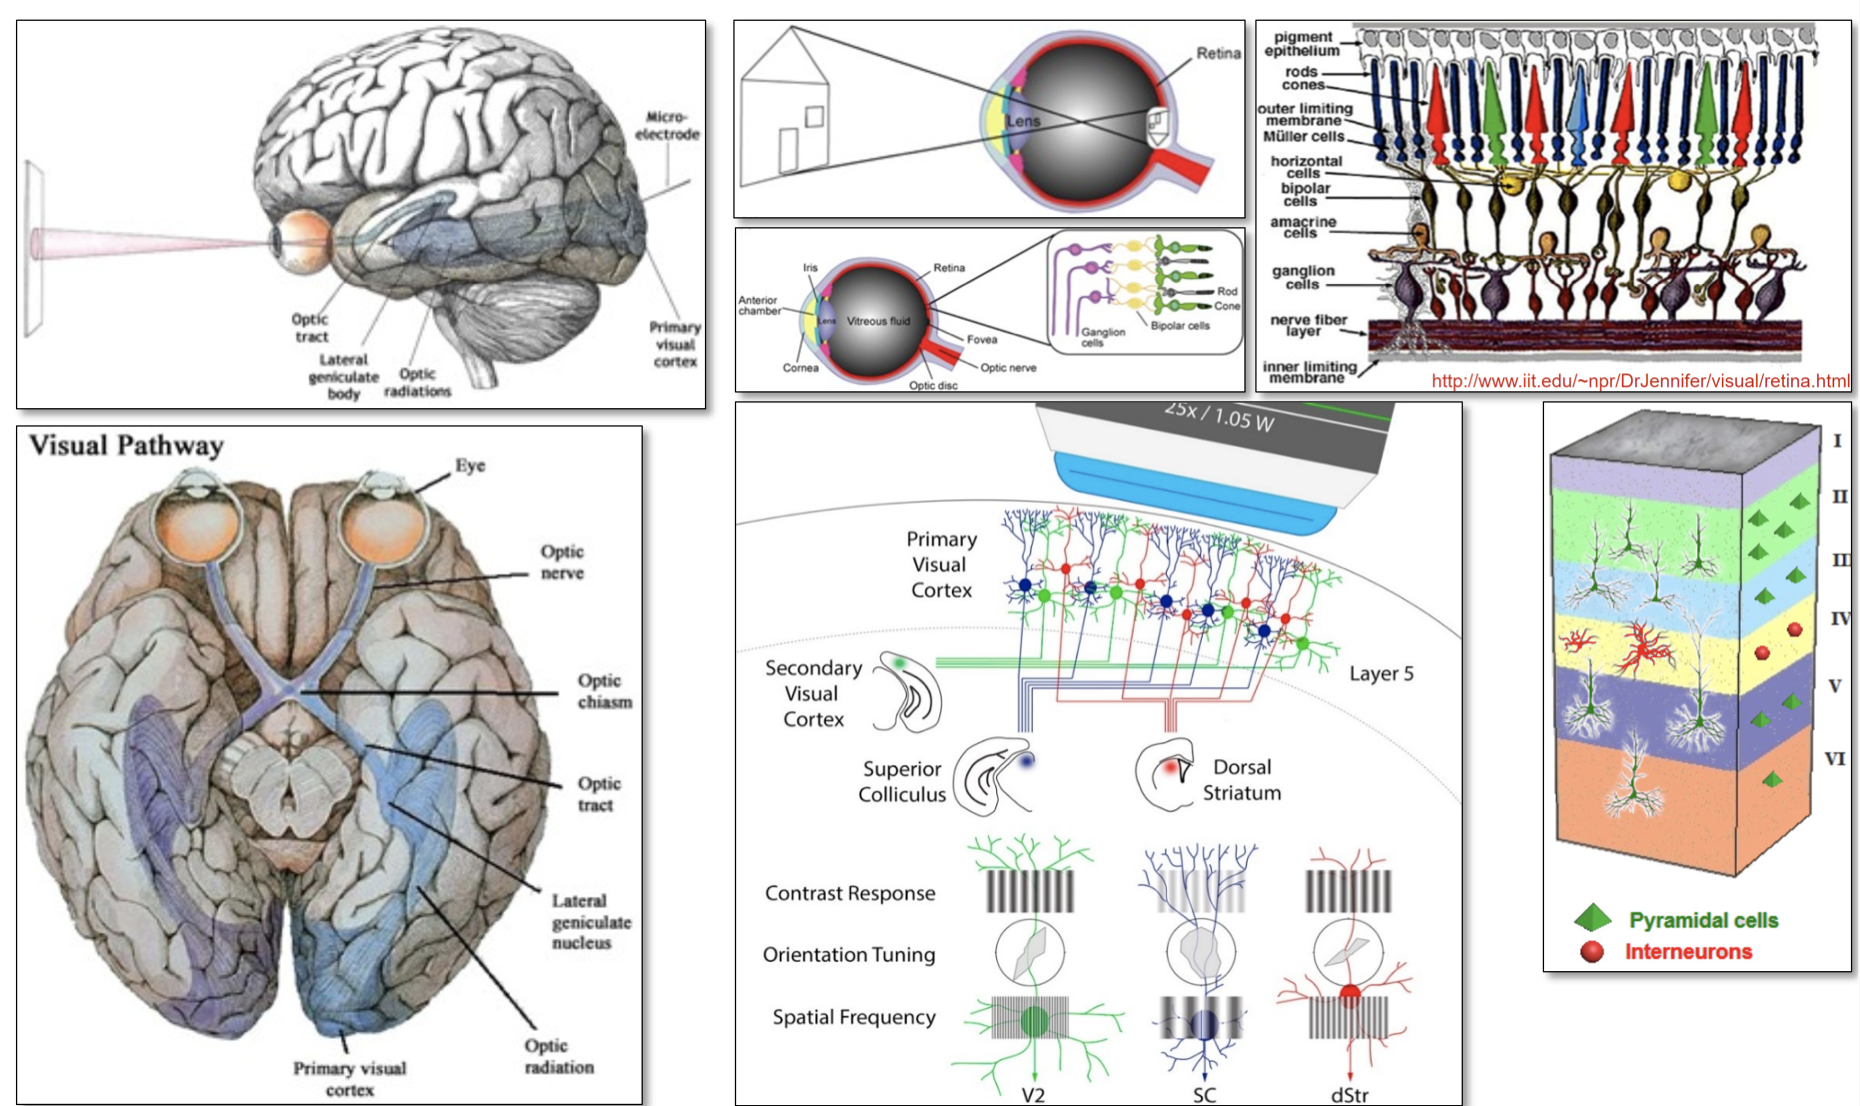 Micro-
electrode
Optic
tract
Lateral
geniculate
body
Optic
radiations
Primary
visual
cortex
Retina
Lens
Iris
Anterior
chamber
Lens
Vitreous fluid
Cornea
Retina
Fovea
Optic nerve
Optic disc
Ganglion
cells
Bipolar cells
Rod
Cone
pigment
epithelium
rods
cones
outer limiting
membrane
Müller cells
horizontal
cells
bipolar
cells
amacrine
cells
ganglion
cells
nerve fiber
layer
inner limiting
membrane
http://www.iit.edu/~npr/DrJennifer/visual/retina.html
Visual Pathway
Eye
Optic
nerve
Optic
chiasm
Optic
tract
Lateral
geniculate
nucleus
Optic
radiation
Primary visual
cortex
25x / 1.05 W
Primary
Visual
Cortex
Layer 5
Secondary
Visual
Cortex
Superior
Colliculus
Dorsal
Striatum
Contrast Response
Orientation Tuning
Spatial Frequency
V2 SC dStr
I
II
III
IV
V
VI
Pyramidal cells
Interneurons